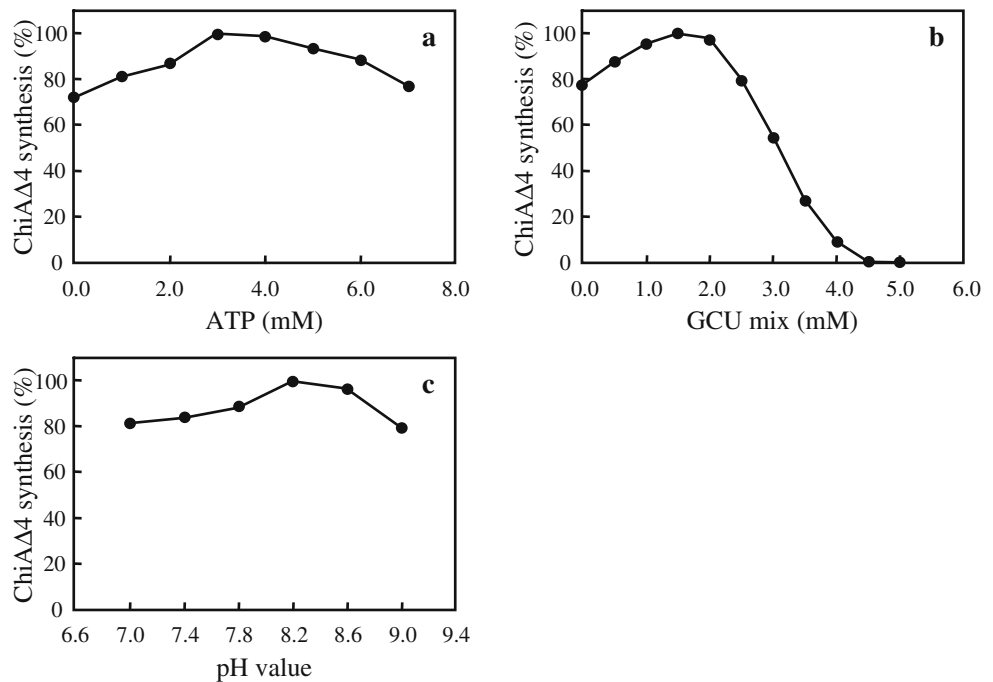 a
ChiAΔ4 synthesis (%)
100
80
60
40
20
0
0.0 2.0 4.0 6.0 8.0
ATP (mM)
b
ChiAΔ4 synthesis (%)
100
80
60
40
20
0
0.0 1.0 2.0 3.0 4.0 5.0 6.0
GCU mix (mM)
c
ChiAΔ4 synthesis (%)
100
80
60
40
20
0
6.6 7.0 7.4 7.8 8.2 8.6 9.0 9.4
pH value